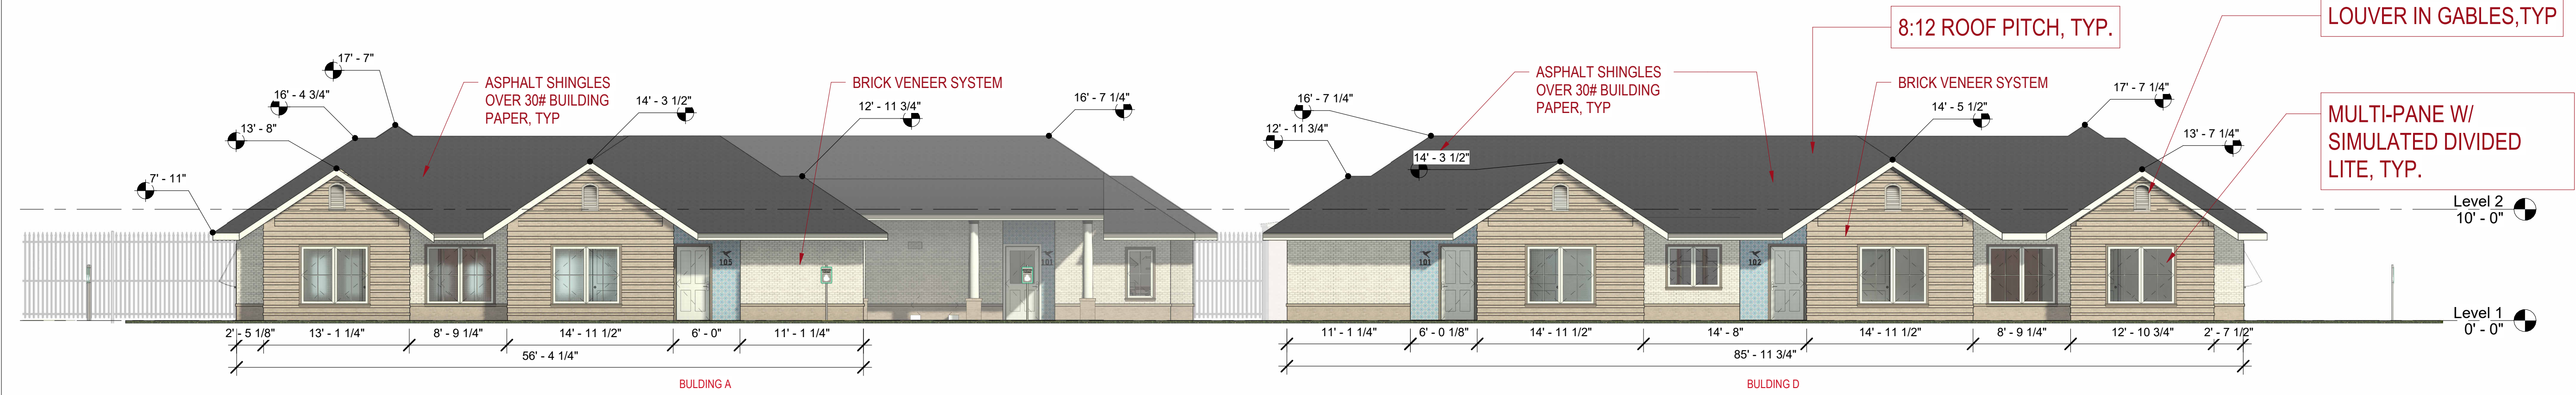 LOUVER IN GABLES,TYP
8:12 ROOF PITCH, TYP.
17' - 7"
16' - 4 3/4"
13' - 8"
7' - 11"
ASPHALT SHINGLES
OVER 30# BUILDING
PAPER, TYP
14' - 3 1/2"
BRICK VENEER SYSTEM
12' - 11 3/4"
16' - 7 1/4"
16' - 7 1/4"
12' - 11 3/4"
14' - 3 1/2"
ASPHALT SHINGLES
OVER 30# BUILDING
PAPER, TYP
BRICK VENEER SYSTEM
14' - 5 1/2"
17' - 7 1/4"
13' - 7 1/4"
MULTI-PANE W/
SIMULATED DIVIDED
LITE, TYP.
Level 2
10' - 0"
Level 1
0' - 0"
105
101
101
102
2' - 5 1/8"
13' - 1 1/4"
8' - 9 1/4"
14' - 11 1/2"
6' - 0"
11' - 1 1/4"
56' - 4 1/4"
BULDING A
11' - 1 1/4"
6' - 0 1/8"
14' - 11 1/2"
14' - 8"
14' - 11 1/2"
8' - 9 1/4"
12' - 10 3/4"
2' - 7 1/2"
85' - 11 3/4"
BULDING D